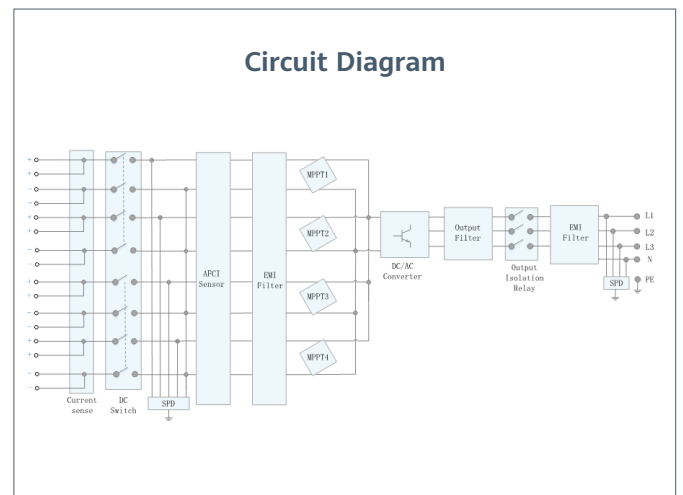 Circuit Diagram
+
+
-
-
+
+
-
-
+
+
-
-
+
+
-
-
Current
sense
DC
Switch
SPD
AFCI
Sensor
EMI
Filter
MPPT1
MPPT2
MPPT3
MPPT4
DC/AC
Converter
Output
Filter
Output
Isolation
Relay
EMI
Filter
L1
L2
L3
N
PE
SPD